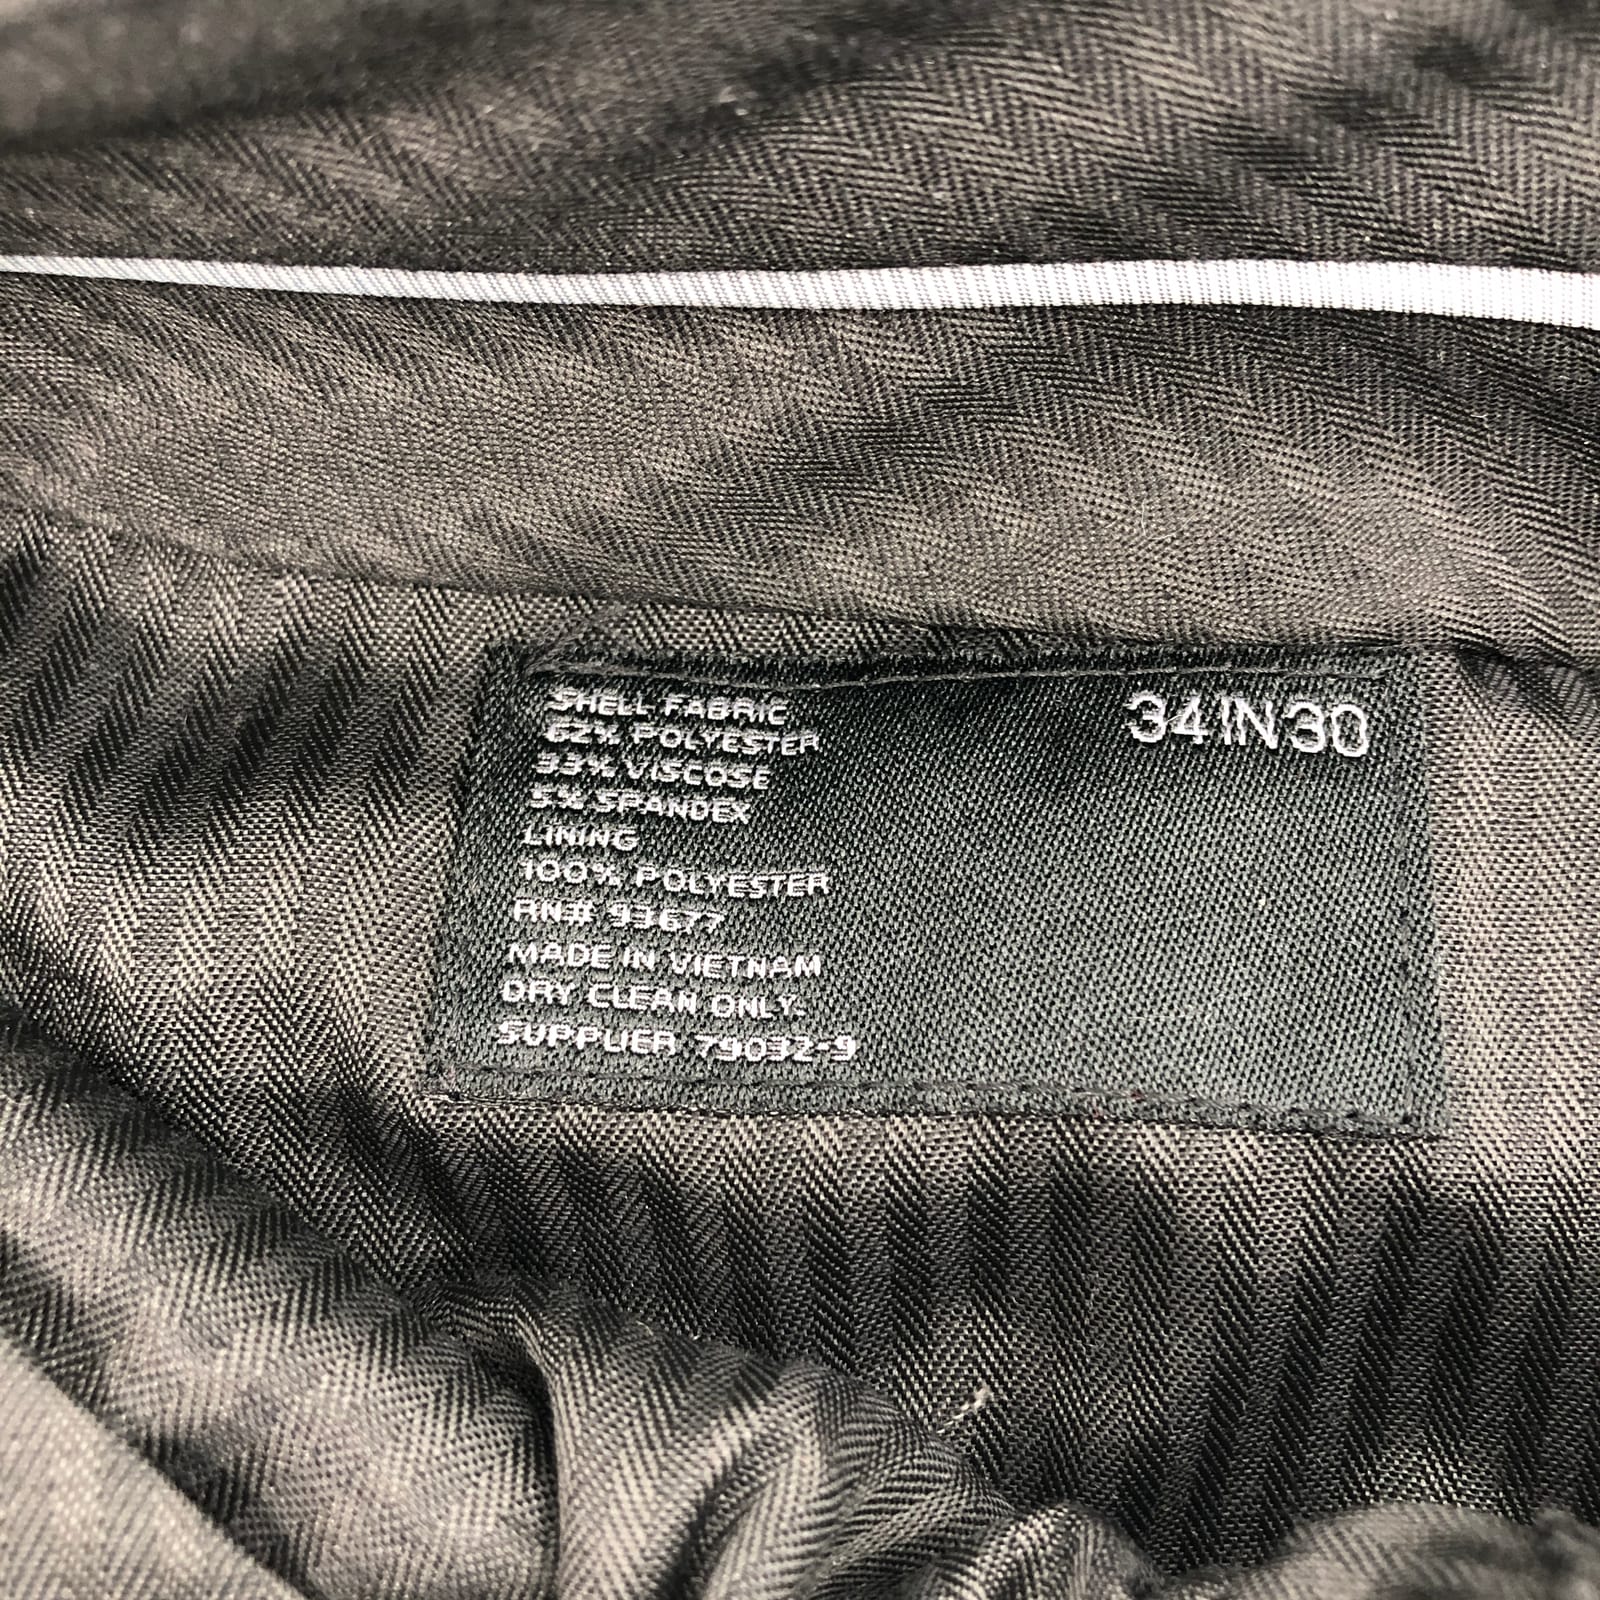 SHELL FABRIC
62% POLYESTER
33% VISCOSE
5% SPANDEX
LINING
100% POLYESTER
RN# 93677
MADE IN VIETNAM
DRY CLEAN ONLY.
SUPPLIER 79032-9
34IN30